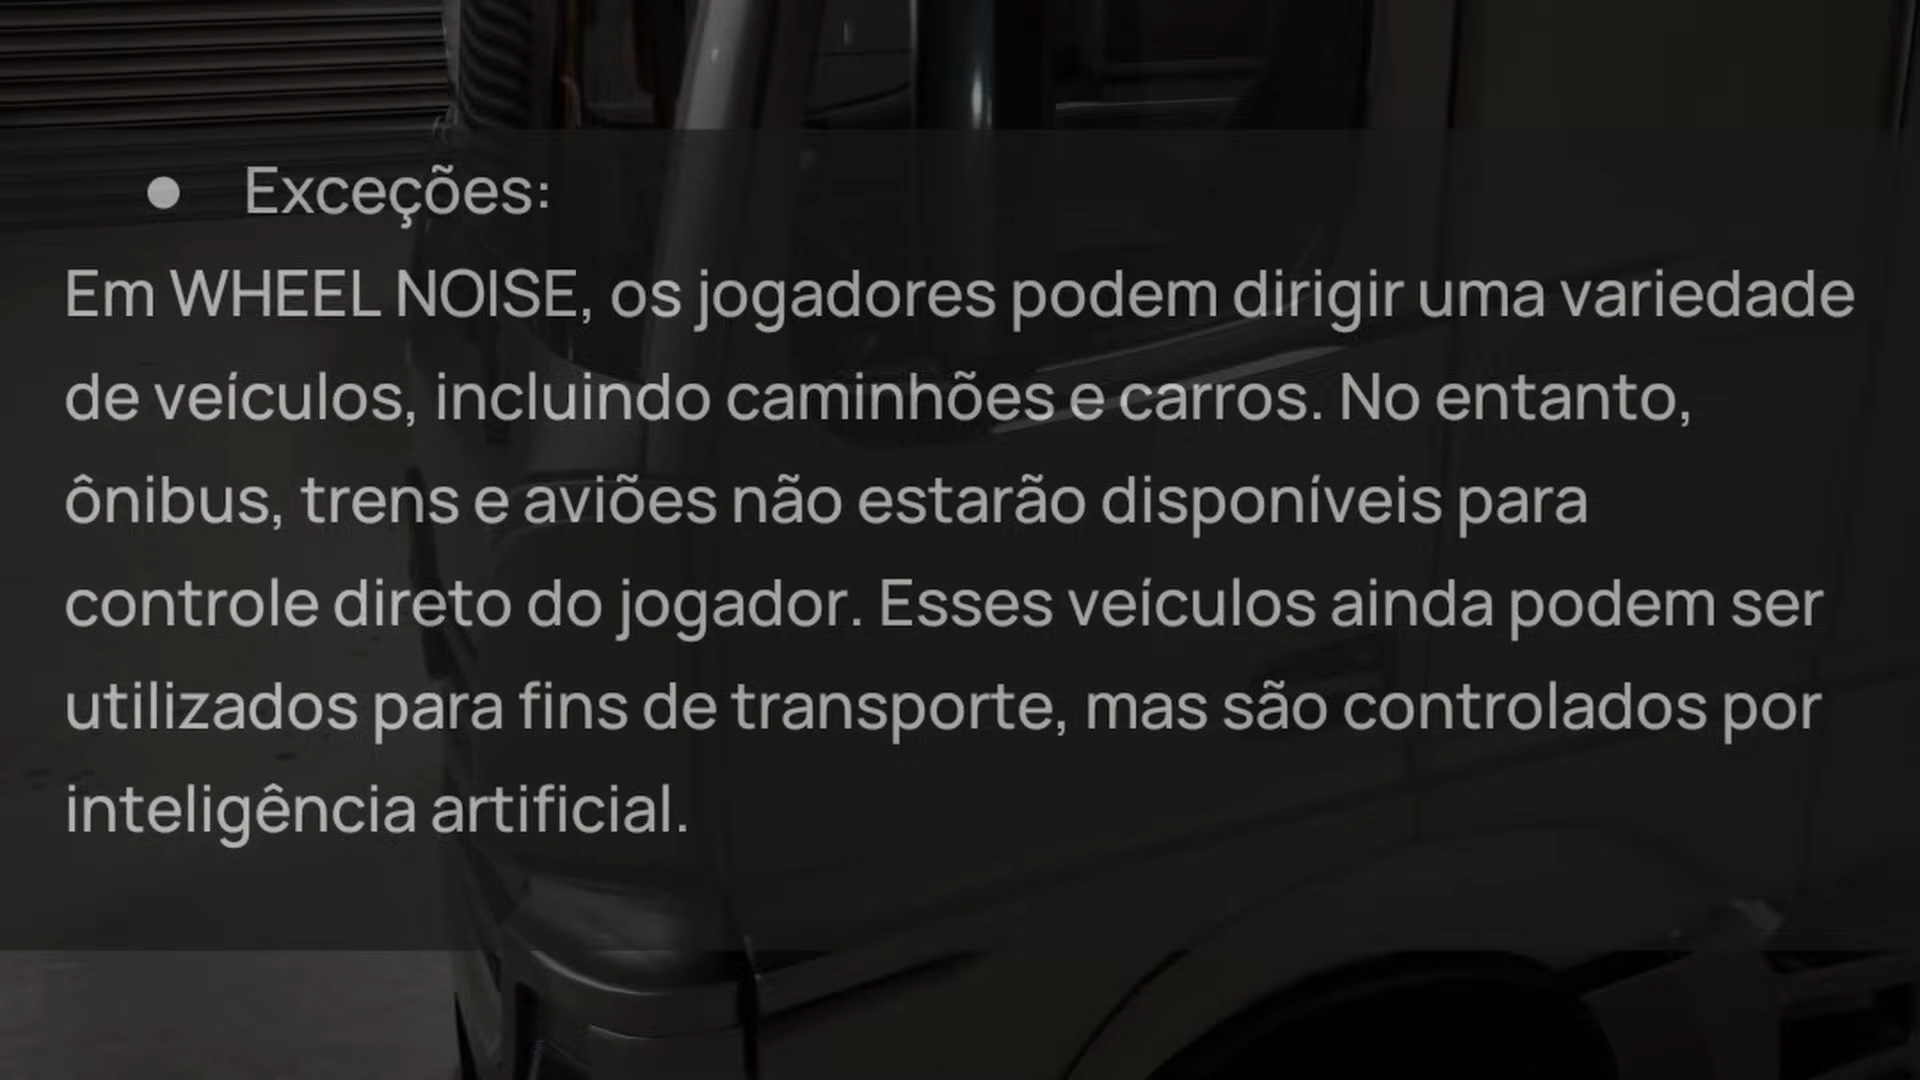 ● Exceções:
Em WHEEL NOISE, os jogadores podem dirigir uma variedade
de veículos, incluindo caminhões e carros. No entanto,
ônibus, trens e aviões não estarão disponíveis para
controle direto do jogador. Esses veículos ainda podem ser
utilizados para fins de transporte, mas são controlados por
inteligência artificial.